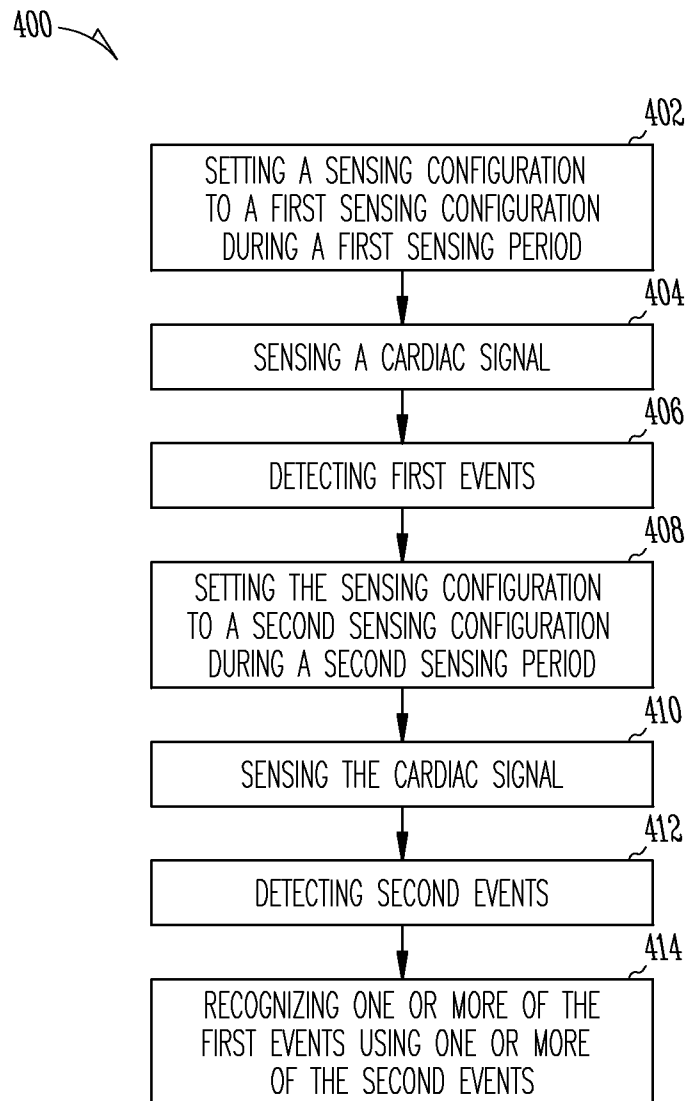 400
402
SETTING A SENSING CONFIGURATION
TO A FIRST SENSING CONFIGURATION
DURING A FIRST SENSING PERIOD
404
SENSING A CARDIAC SIGNAL
406
DETECTING FIRST EVENTS
408
SETTING THE SENSING CONFIGURATION
TO A SECOND SENSING CONFIGURATION
DURING A SECOND SENSING PERIOD
410
SENSING THE CARDIAC SIGNAL
412
DETECTING SECOND EVENTS
414
RECOGNIZING ONE OR MORE OF THE
FIRST EVENTS USING ONE OR MORE
OF THE SECOND EVENTS